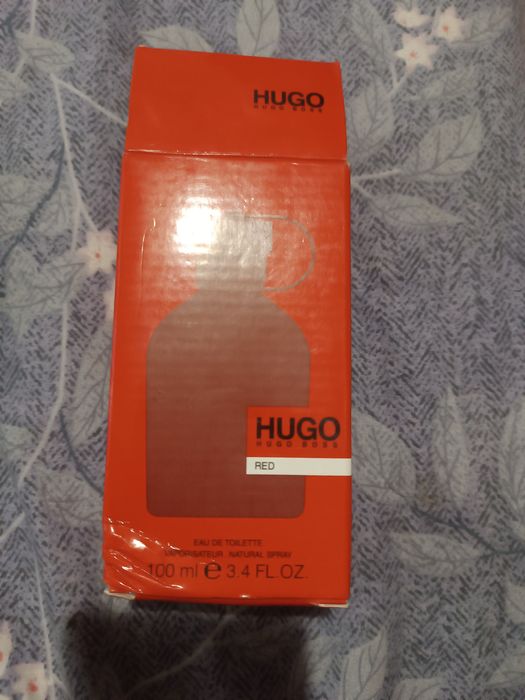 HUGO
HUGO BOSS
HUGO
HUGO BOSS
RED
EAU DE TOILETTE
VAPORISATEUR NATURAL SPRAY
100 ml ℮ 3.4 FL.OZ.